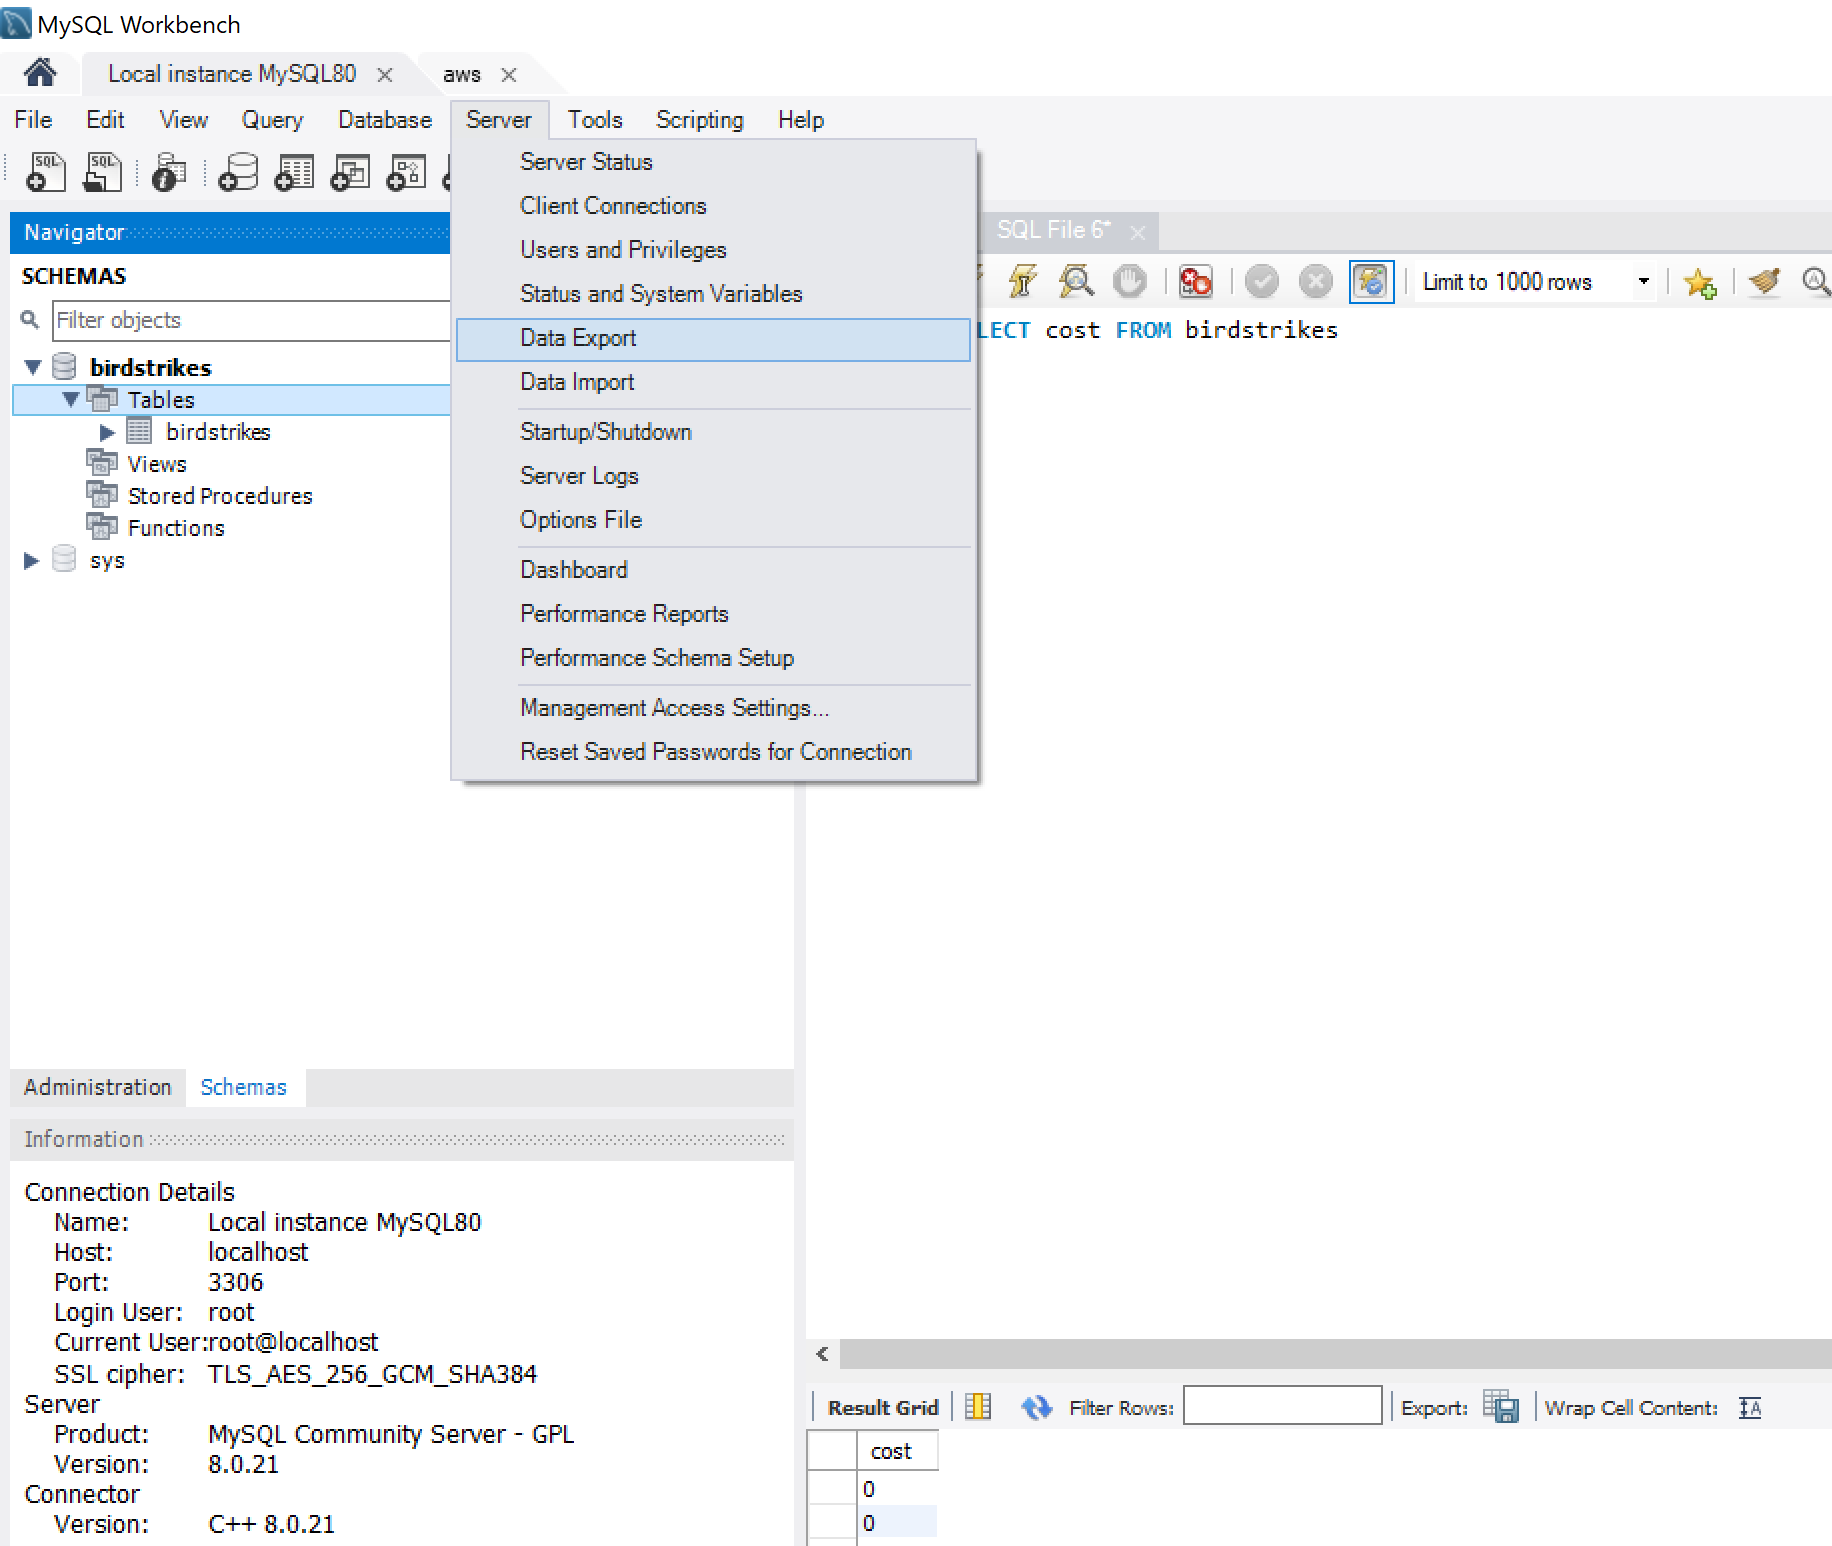 MySQL Workbench
Local instance MySQL80
aws
File Edit View Query Database Server Tools Scripting Help
SQL SQL
Server Status
Client Connections
Users and Privileges
Status and System Variables
Data Export
Data Import
Startup/Shutdown
Server Logs
Options File
Dashboard
Performance Reports
Performance Schema Setup
Management Access Settings...
Reset Saved Passwords for Connection
Navigator
SCHEMAS
Filter objects
birdstrikes
Tables
birdstrikes
Views
Stored Procedures
Functions
sys
SQL File 6*
Limit to 1000 rows
LECT cost FROM birdstrikes
Administration Schemas
Information
Connection Details
Name: Local instance MySQL80
Host: localhost
Port: 3306
Login User: root
Current User:root@localhost
SSL cipher: TLS_AES_256_GCM_SHA384
Server
Product: MySQL Community Server - GPL
Version: 8.0.21
Connector
Version: C++ 8.0.21
Result Grid Filter Rows: Export: Wrap Cell Content:
cost
0
0